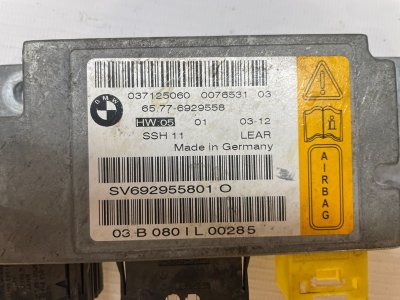 BMW
037125060 0076531 03
65.77-6929558
HW:05 01 03-12
SSH 11 LEAR
Made in Germany
SV692955801 0
03 B 080 I L 00285
AIRBAG